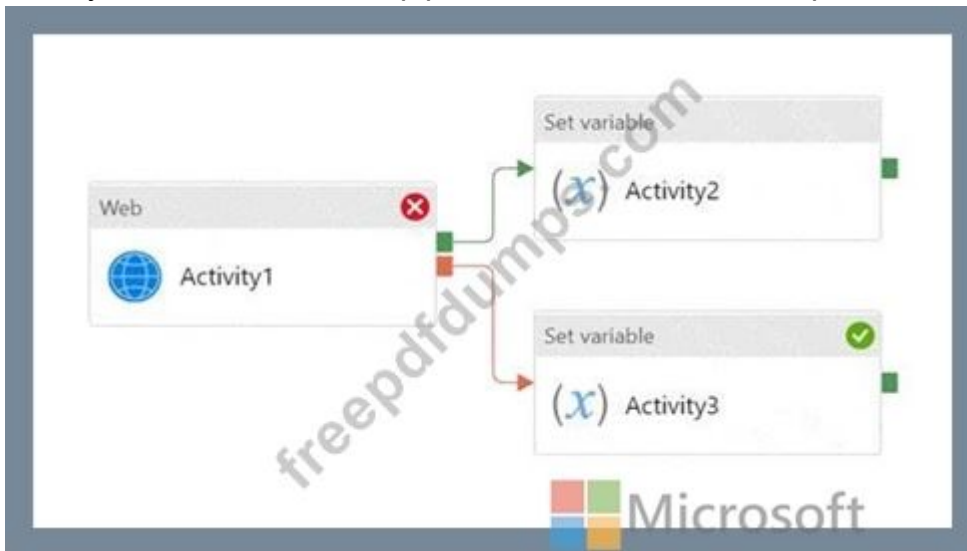 Set variable
(x) Activity2
Web
Activity1
Set variable
(x) Activity3
freepdfdumps.com
Microsoft